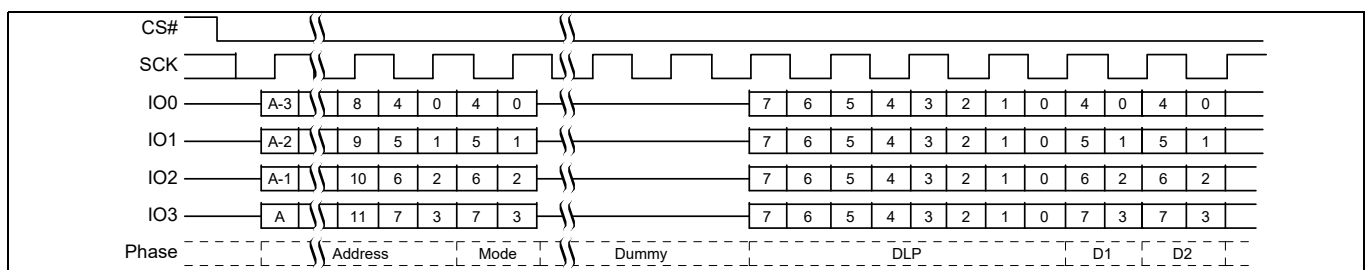 CS#
SCK
IO0 A-3 8 4 0 4 0 7 6 5 4 3 2 1 0 4 0 4 0
IO1 A-2 9 5 1 5 1 7 6 5 4 3 2 1 0 5 1 5 1
IO2 A-1 10 6 2 6 2 7 6 5 4 3 2 1 0 6 2 6 2
IO3 A 11 7 3 7 3 7 6 5 4 3 2 1 0 7 3 7 3
Phase Address Mode Dummy DLP D1 D2